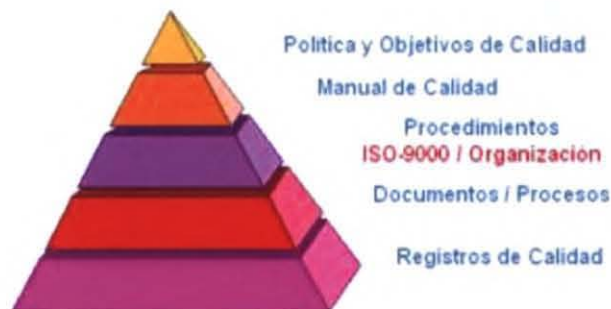 Política y Objetivos de Calidad
Manual de Calidad
Procedimientos
ISO-9000 / Organización
Documentos / Procesos
Registros de Calidad